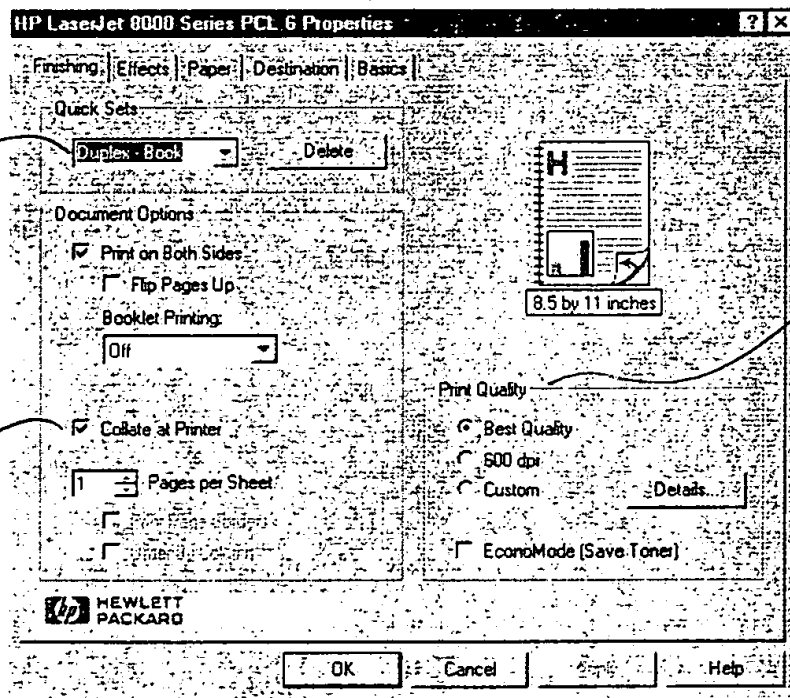 HP LaserJet 8000 Series PCL 6 Properties
Finishing Effects Paper Destination Basics
Quick Sets
Duplex - Book Delete
Document Options
Print on Both Sides
Flip Pages Up
Booklet Printing:
Off
Collate at Printer
1 Pages per Sheet
H
8.5 by 11 inches
Print Quality
Best Quality
600 dpi
Custom Details...
EconoMode (Save Toner)
hp HEWLETT
PACKARD
OK Cancel Help